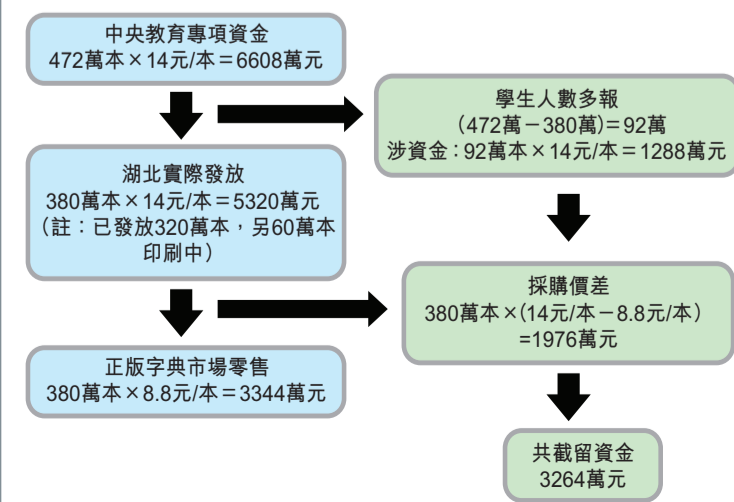 中央教育專項資金
472萬本×14元/本＝6608萬元
學生人數多報
(472萬－380萬)＝92萬
涉資金：92萬本×14元/本＝1288萬元
湖北實際發放
380萬本×14元/本＝5320萬元
（註：已發放320萬本，另60萬本
印刷中）
採購價差
380萬本×(14元/本－8.8元/本）
=1976萬元
正版字典市場零售
380萬本×8.8元/本＝3344萬元
共截留資金
3264萬元